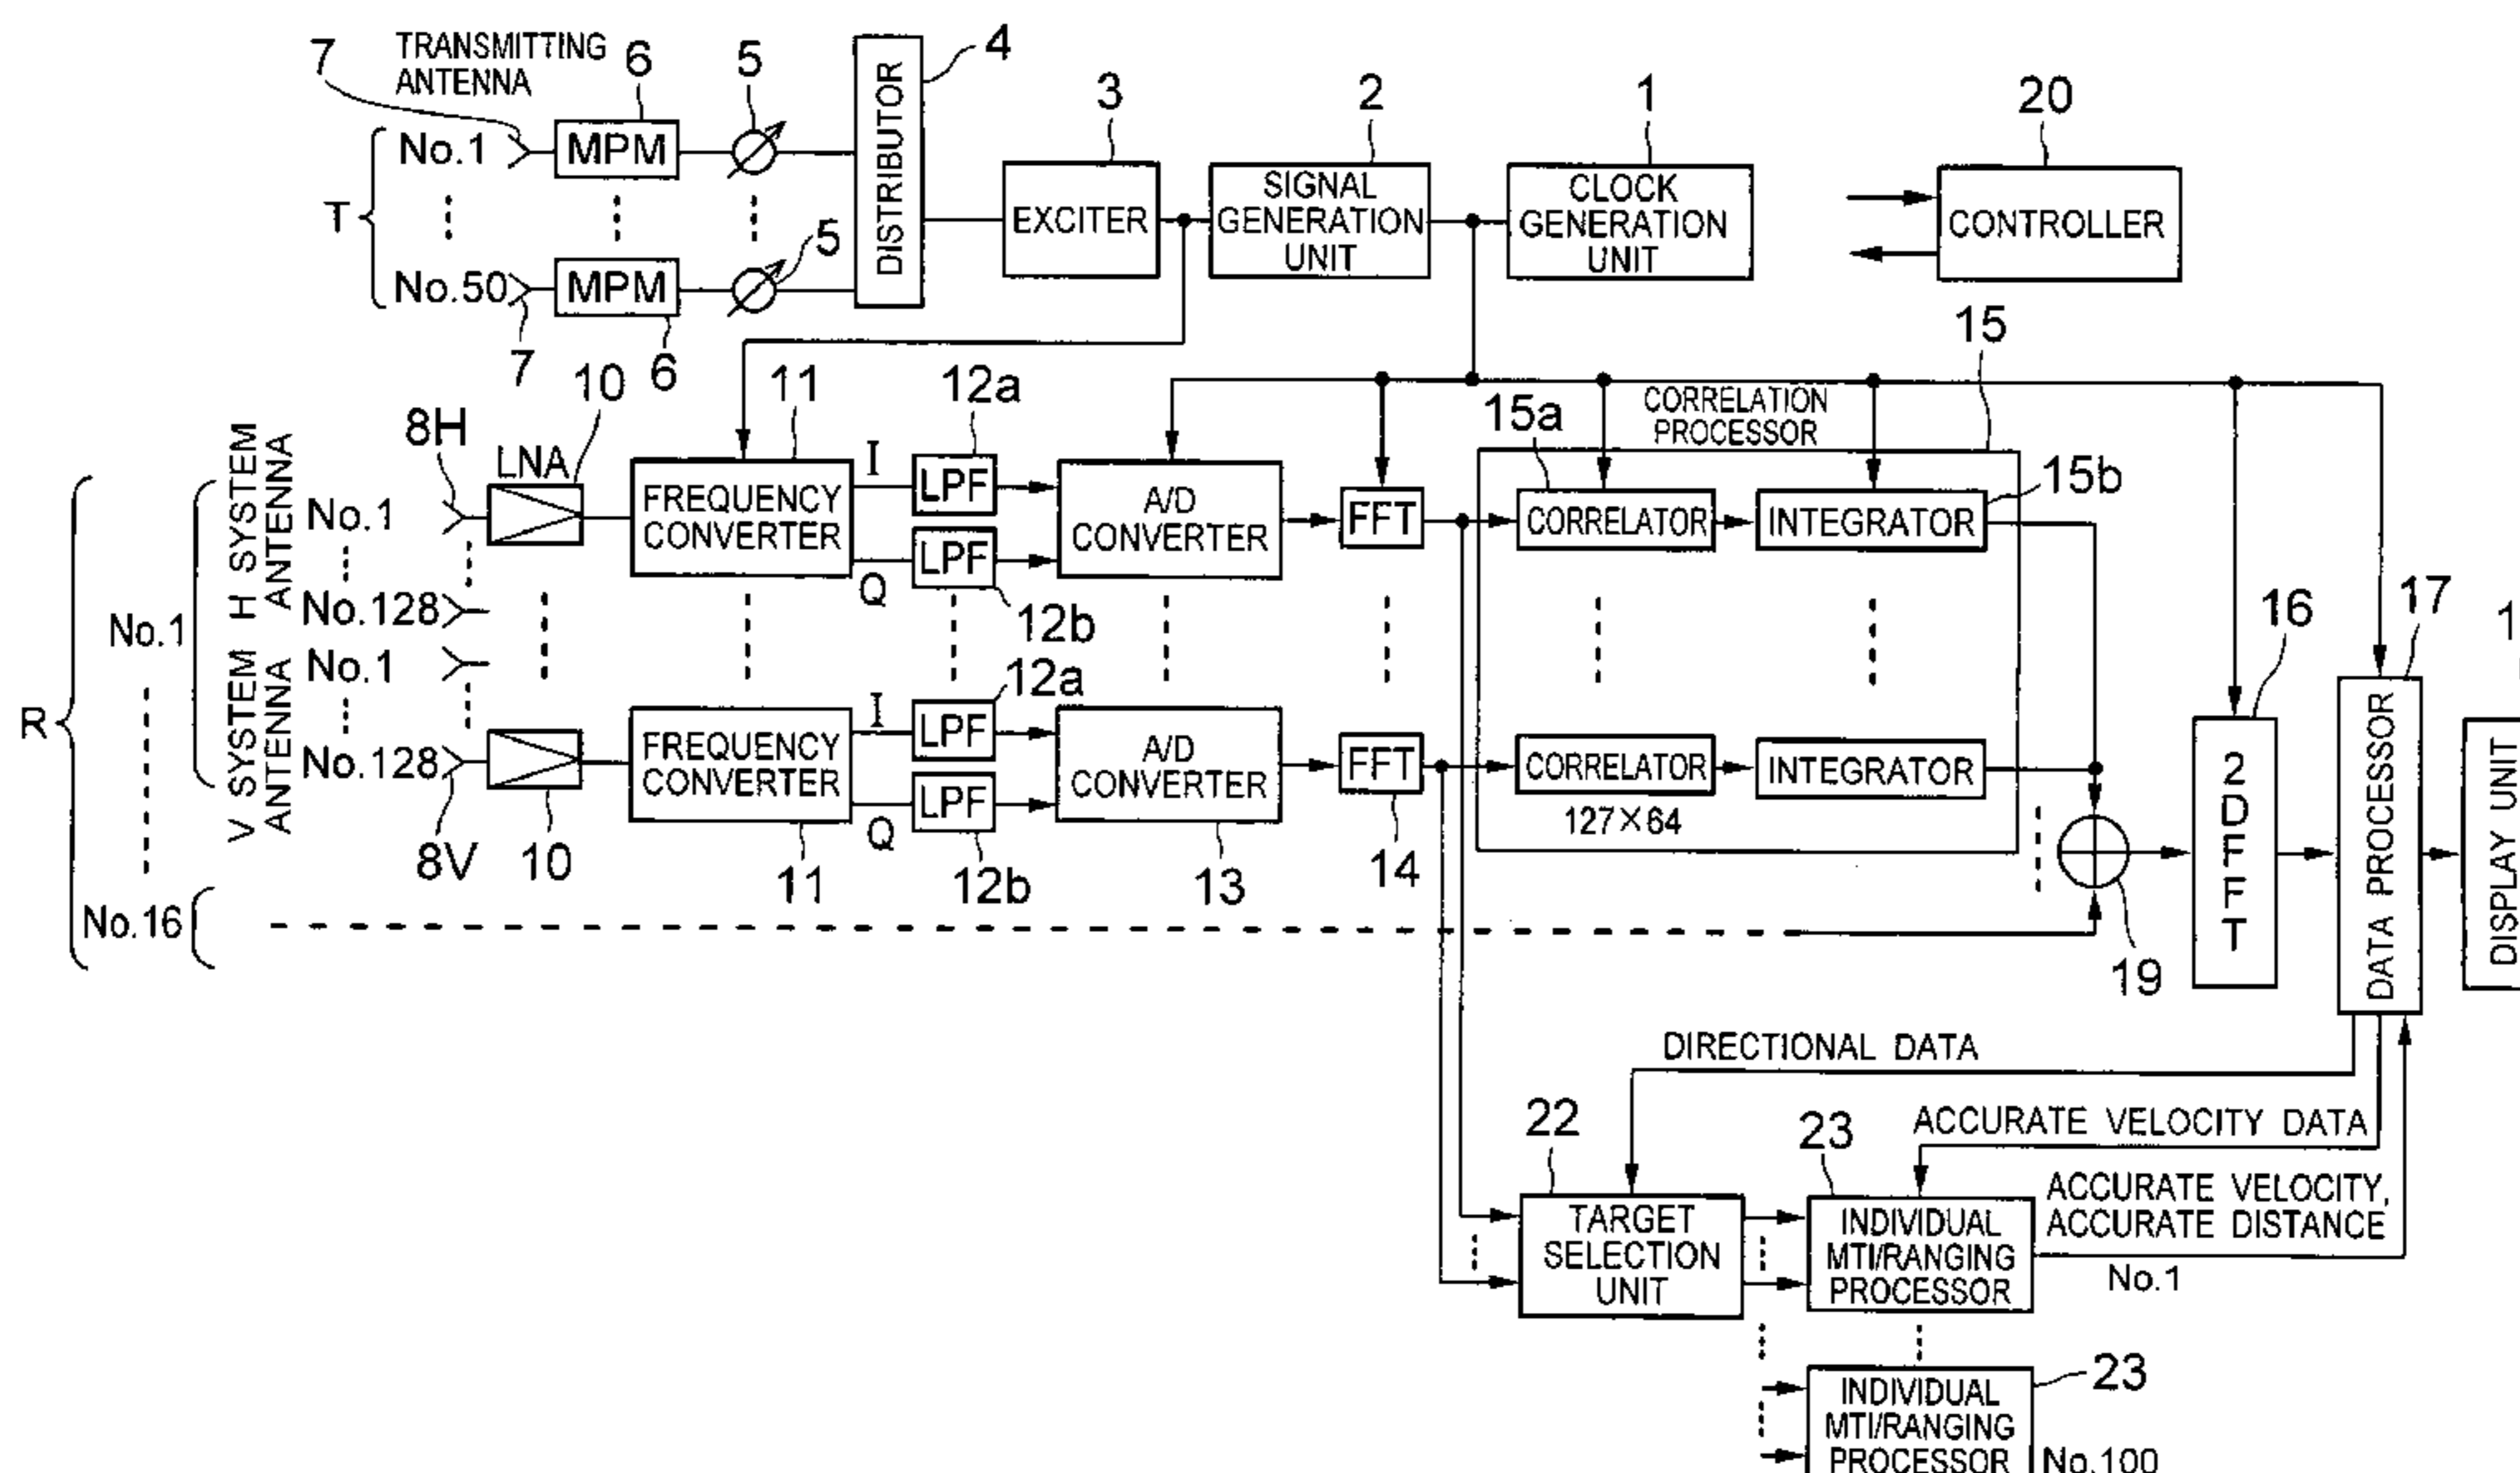 7
TRANSMITTING
ANTENNA
6
5
4
3
2
1
20
T
No.1
MPM
DISTRIBUTOR
EXCITER
SIGNAL
GENERATION
UNIT
CLOCK
GENERATION
UNIT
CONTROLLER
5
No.50
MPM
7
6
15
10
11
12a
15a
CORRELATION
PROCESSOR
8H
LNA
I
LPF
15b
R
No.1
H SYSTEM
ANTENNA
No.1
FREQUENCY
CONVERTER
A/D
CONVERTER
FFT
CORRELATOR
INTEGRATOR
LPF
Q
12b
No.128
16
17
1
V SYSTEM
ANTENNA
No.1
12a
I
LPF
No.128
FREQUENCY
CONVERTER
A/D
CONVERTER
FFT
CORRELATOR
INTEGRATOR
127×64
LPF
Q
8V
10
11
12b
13
14
2
D
F
F
T
DATA PROCESSOR
DISPLAY UNIT
No.16
19
DIRECTIONAL DATA
ACCURATE VELOCITY DATA
22
23
ACCURATE VELOCITY,
ACCURATE DISTANCE
TARGET
SELECTION
UNIT
INDIVIDUAL
MTI/RANGING
PROCESSOR
No.1
23
INDIVIDUAL
MTI/RANGING
PROCESSOR
No.100